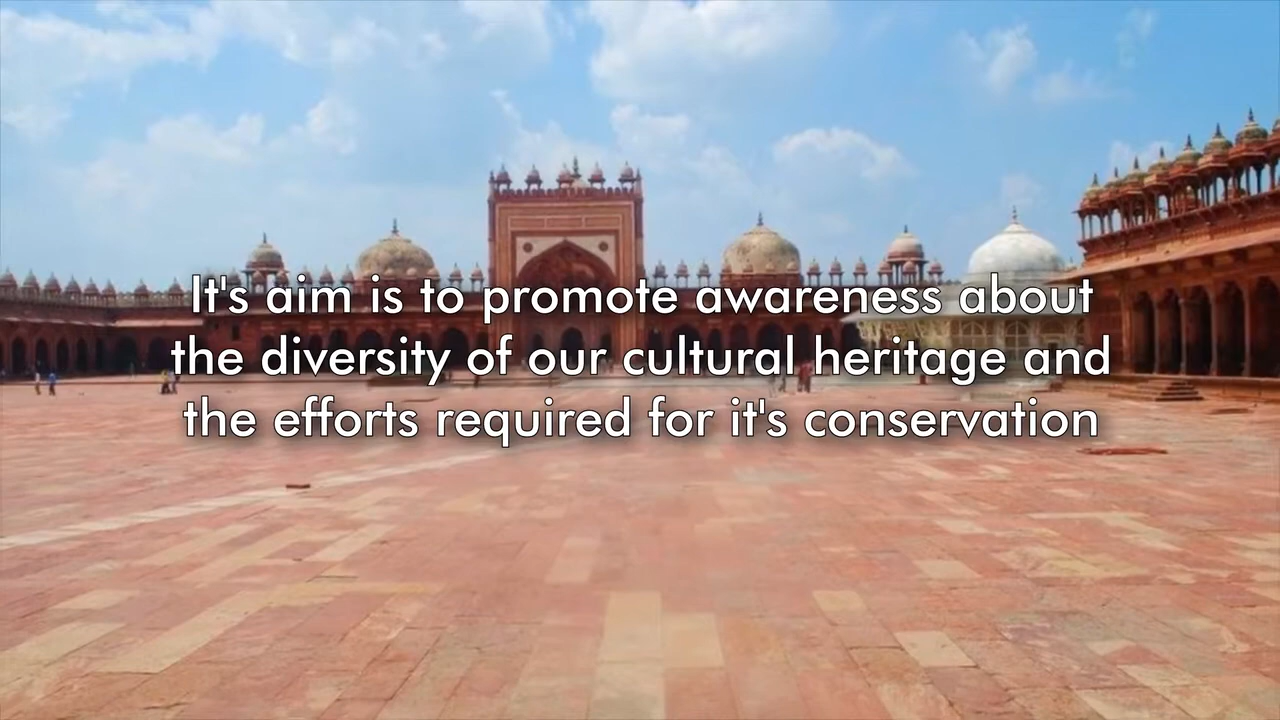 It's aim is to promote awareness about
the diversity of our cultural heritage and
the efforts required for it's conservation